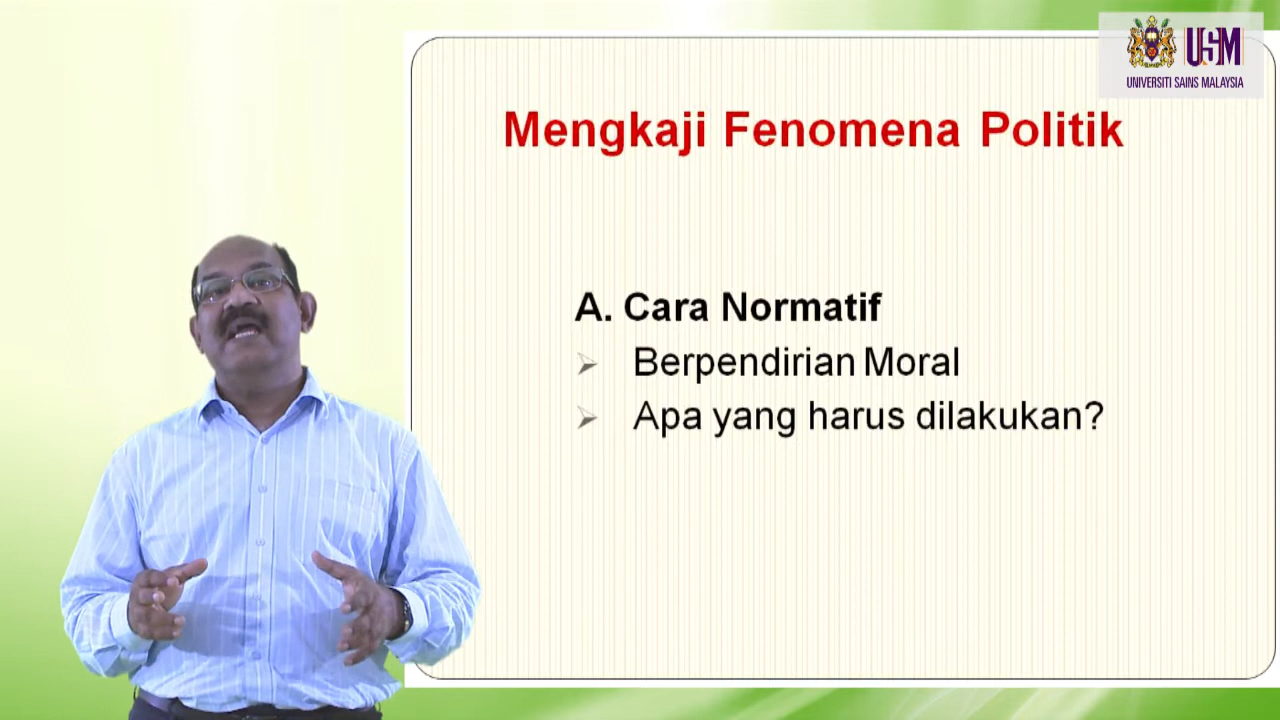 USM
UNIVERSITI SAINS MALAYSIA
Mengkaji Fenomena Politik
A. Cara Normatif
Berpendirian Moral
Apa yang harus dilakukan?